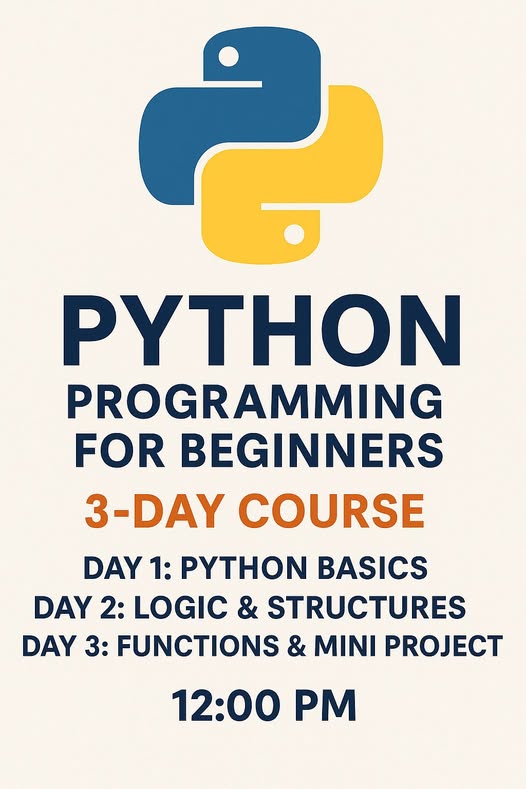 PYTHON
PROGRAMMING
FOR BEGINNERS
3-DAY COURSE
DAY 1: PYTHON BASICS
DAY 2: LOGIC & STRUCTURES
DAY 3: FUNCTIONS & MINI PROJECT
12:00 PM